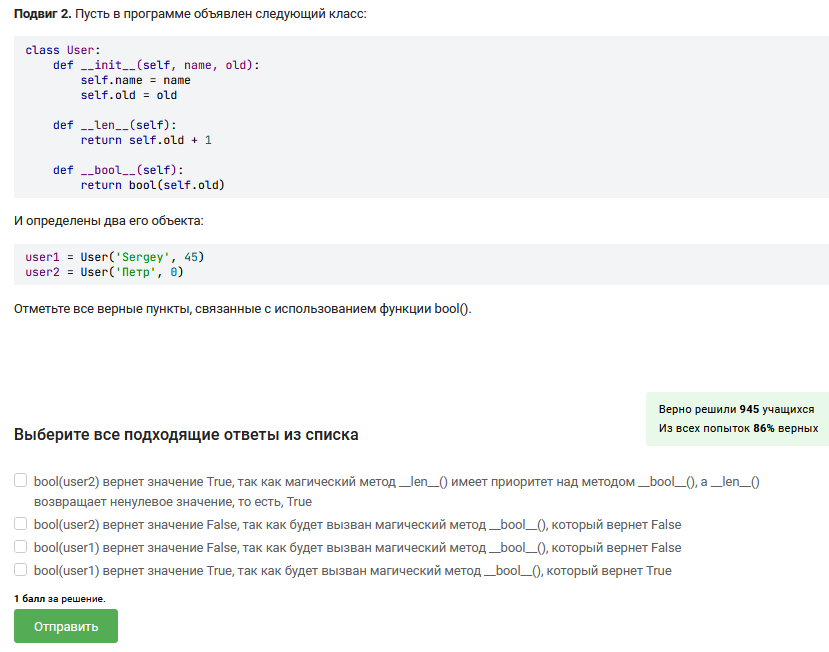 Подвиг 2. Пусть в программе объявлен следующий класс:
class User:
    def __init__(self, name, old):
        self.name = name
        self.old = old

    def __len__(self):
        return self.old + 1

    def __bool__(self):
        return bool(self.old)
И определены два его объекта:
user1 = User('Sergey', 45)
user2 = User('Петр', 0)
Отметьте все верные пункты, связанные с использованием функции bool().
Верно решили 945 учащихся
Из всех попыток 86% верных
Выберите все подходящие ответы из списка
bool(user2) вернет значение True, так как магический метод __len__() имеет приоритет над методом __bool__(), а __len__()
возвращает ненулевое значение, то есть, True
bool(user2) вернет значение False, так как будет вызван магический метод __bool__(), который вернет False
bool(user1) вернет значение False, так как будет вызван магический метод __bool__(), который вернет False
bool(user1) вернет значение True, так как будет вызван магический метод __bool__(), который вернет True
1 балл за решение.
Отправить